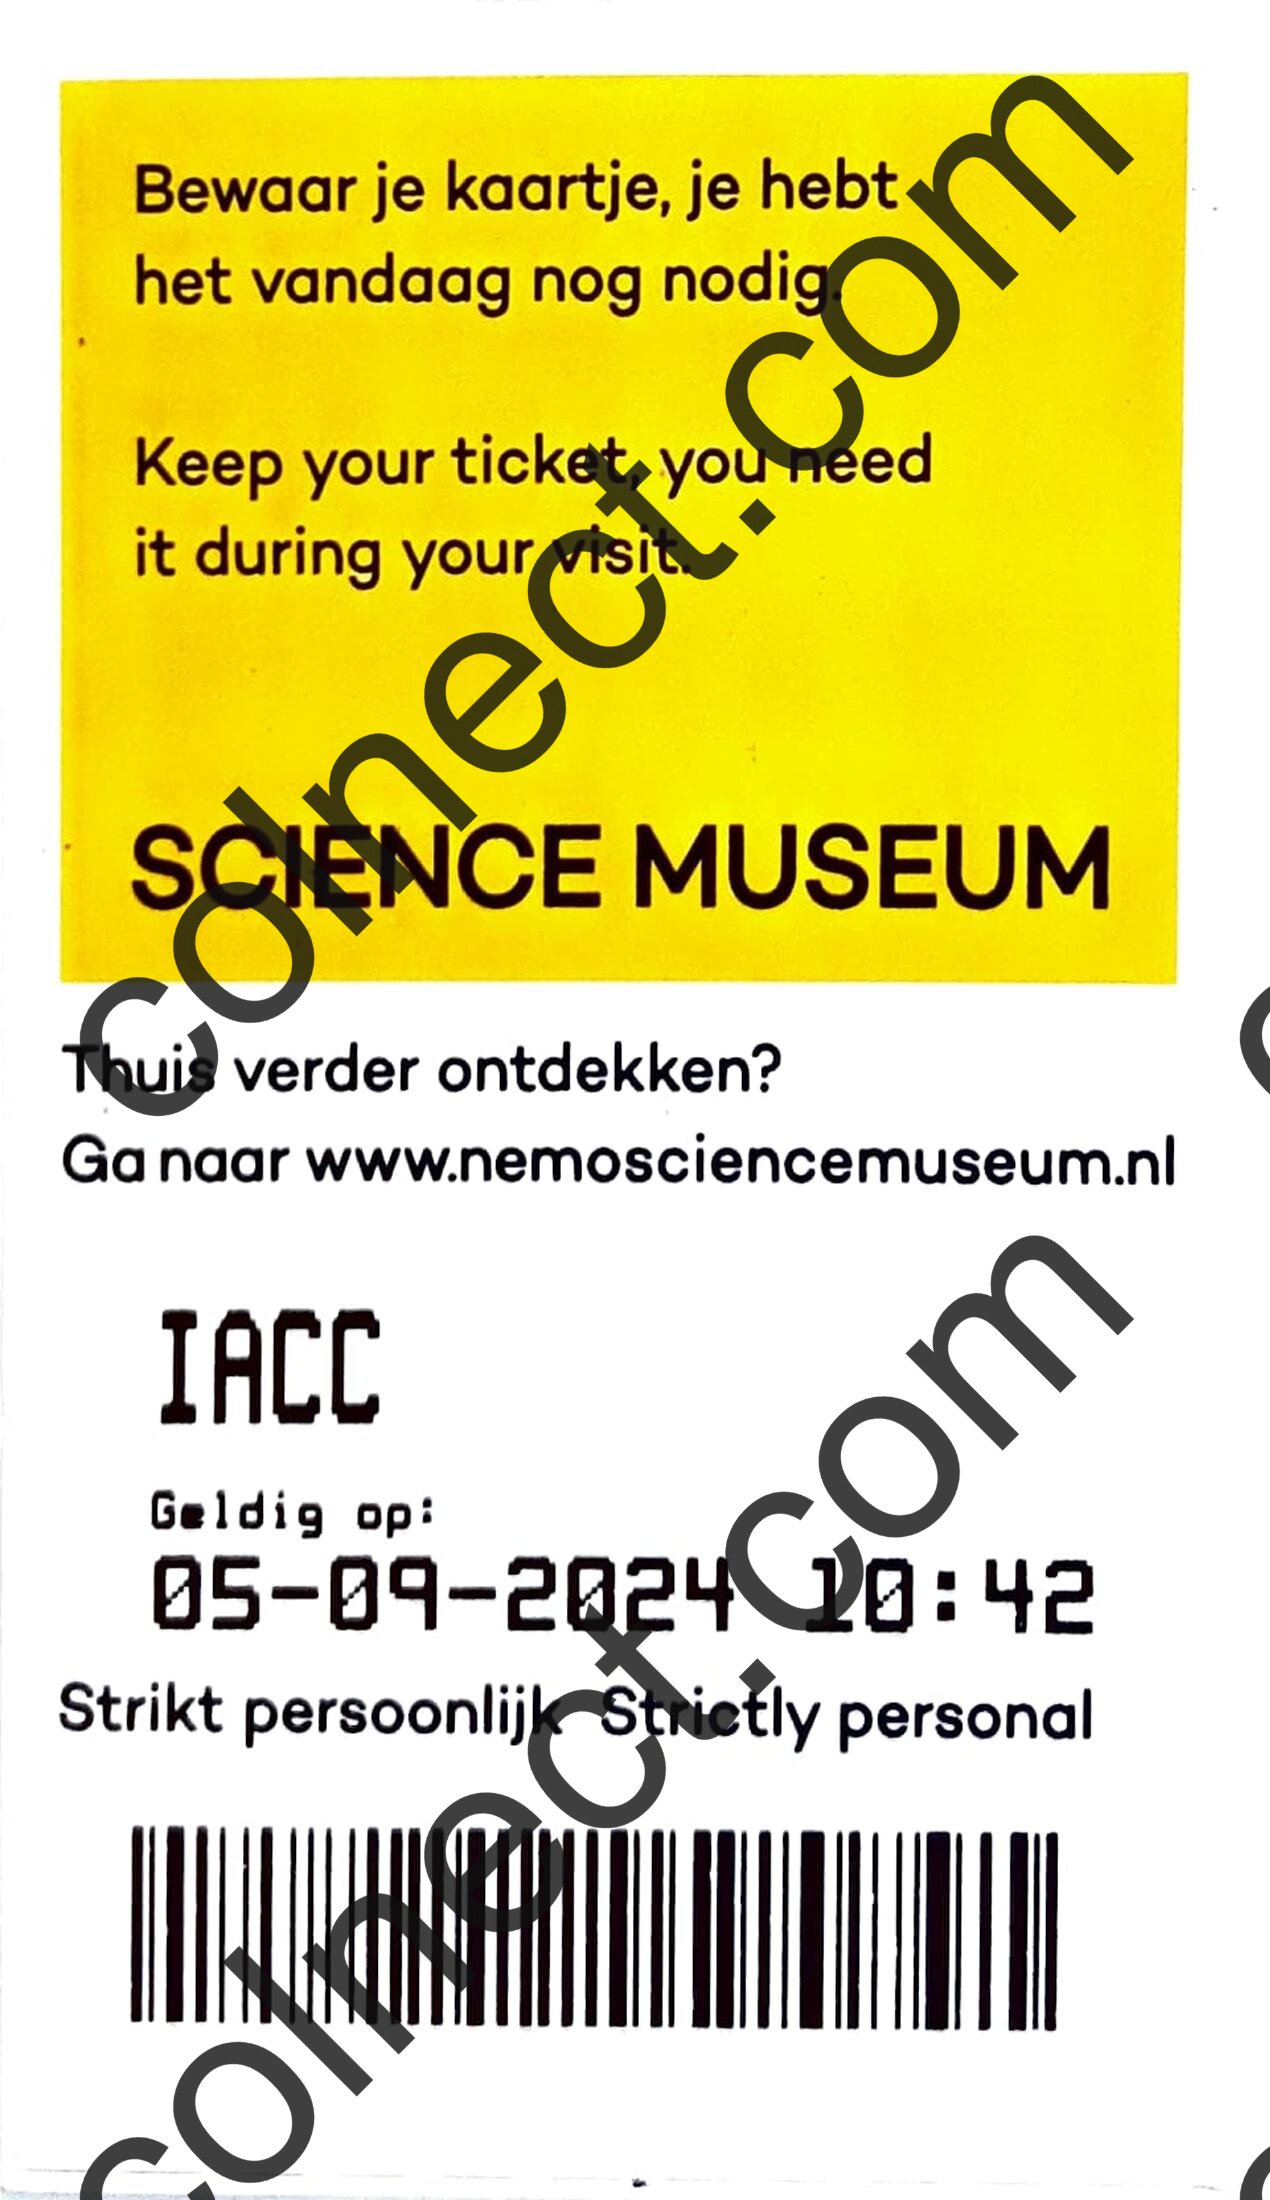 Bewaar je kaartje, je hebt
het vandaag nog nodig.
Keep your ticket, you need
it during your visit.
SCIENCE MUSEUM
Thuis verder ontdekken?
Ga naar www.nemosciencemuseum.nl
IACC
Geldig op:
05-09-2024 10:42
Strikt persoonlijk Strictly personal
colnect.com
colnect.com